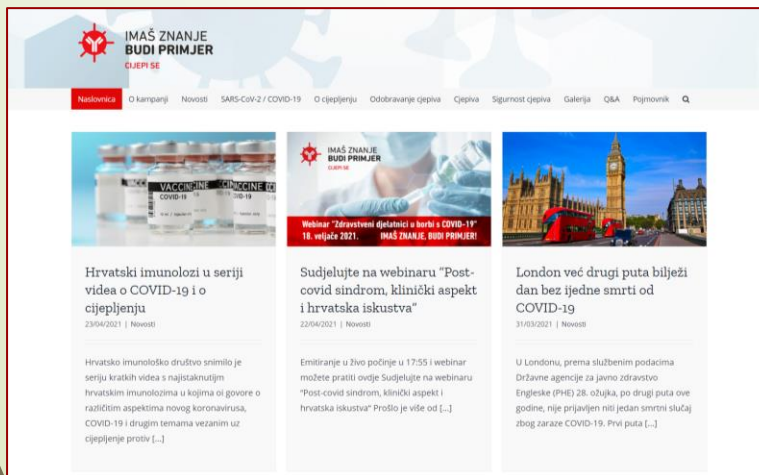 IMAŠ ZNANJE
BUDI PRIMJER
CIJEPI SE
Naslovnica O kampanji Novosti SARS-CoV-2 / COVID-19 O cijepljenju Odobravanje cjepiva Cjepiva Sigurnost cjepiva Galerija Q&A Pojmovnik
VACCINE
COVID-19
Hrvatski imunolozi u seriji
videa o COVID-19 i o
cijepljenju
23/04/2021 | Novosti
Hrvatsko imunološko društvo snimilo je
seriju kratkih videa s najistaknutijm
hrvatskim imunolozima u kojima oi govore o
različitim aspektima novog koronavirusa,
COVID-19 i drugim temama vezanim uz
cijepljenje protiv [...]
IMAŠ ZNANJE
BUDI PRIMJER
CIJEPI SE
Webinar "Zdravstveni djelatnici u borbi s COVID-19"
18. veljače 2021. IMAŠ ZNANJE, BUDI PRIMJER!
Sudjelujte na webinaru “Post-
covid sindrom, klinički aspekt
i hrvatska iskustva“
22/04/2021 | Novosti
Emitiranje u živo počinje u 17:55 i webinar
možete pratiti ovdje Sudjelujte na webinaru
"Post-covid sindrom, klinički aspekt i
hrvatska iskustva“ Prošlo je više od [...]
London već drugi puta bilježi
dan bez ijedne smrti od
COVID-19
31/03/2021 | Novosti
U Londonu, prema službenim podacima
Državne agencije za javno zdravstvo
Engleske (PHE) 28. ožujka, po drugi puta ove
godine, nije prijavljen niti jedan smrtni slučaj
zbog zaraze COVID-19. Prvi puta [...]